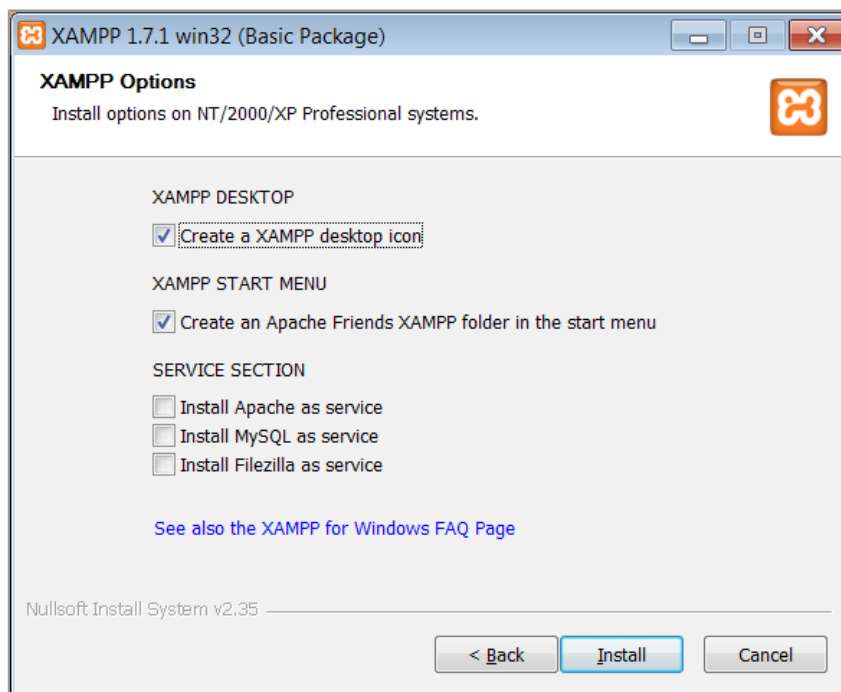 XAMPP 1.7.1 win32 (Basic Package)
XAMPP Options
Install options on NT/2000/XP Professional systems.
XAMPP DESKTOP
Create a XAMPP desktop icon
XAMPP START MENU
Create an Apache Friends XAMPP folder in the start menu
SERVICE SECTION
Install Apache as service
Install MySQL as service
Install Filezilla as service
See also the XAMPP for Windows FAQ Page
Nullsoft Install System v2.35
< Back Install Cancel